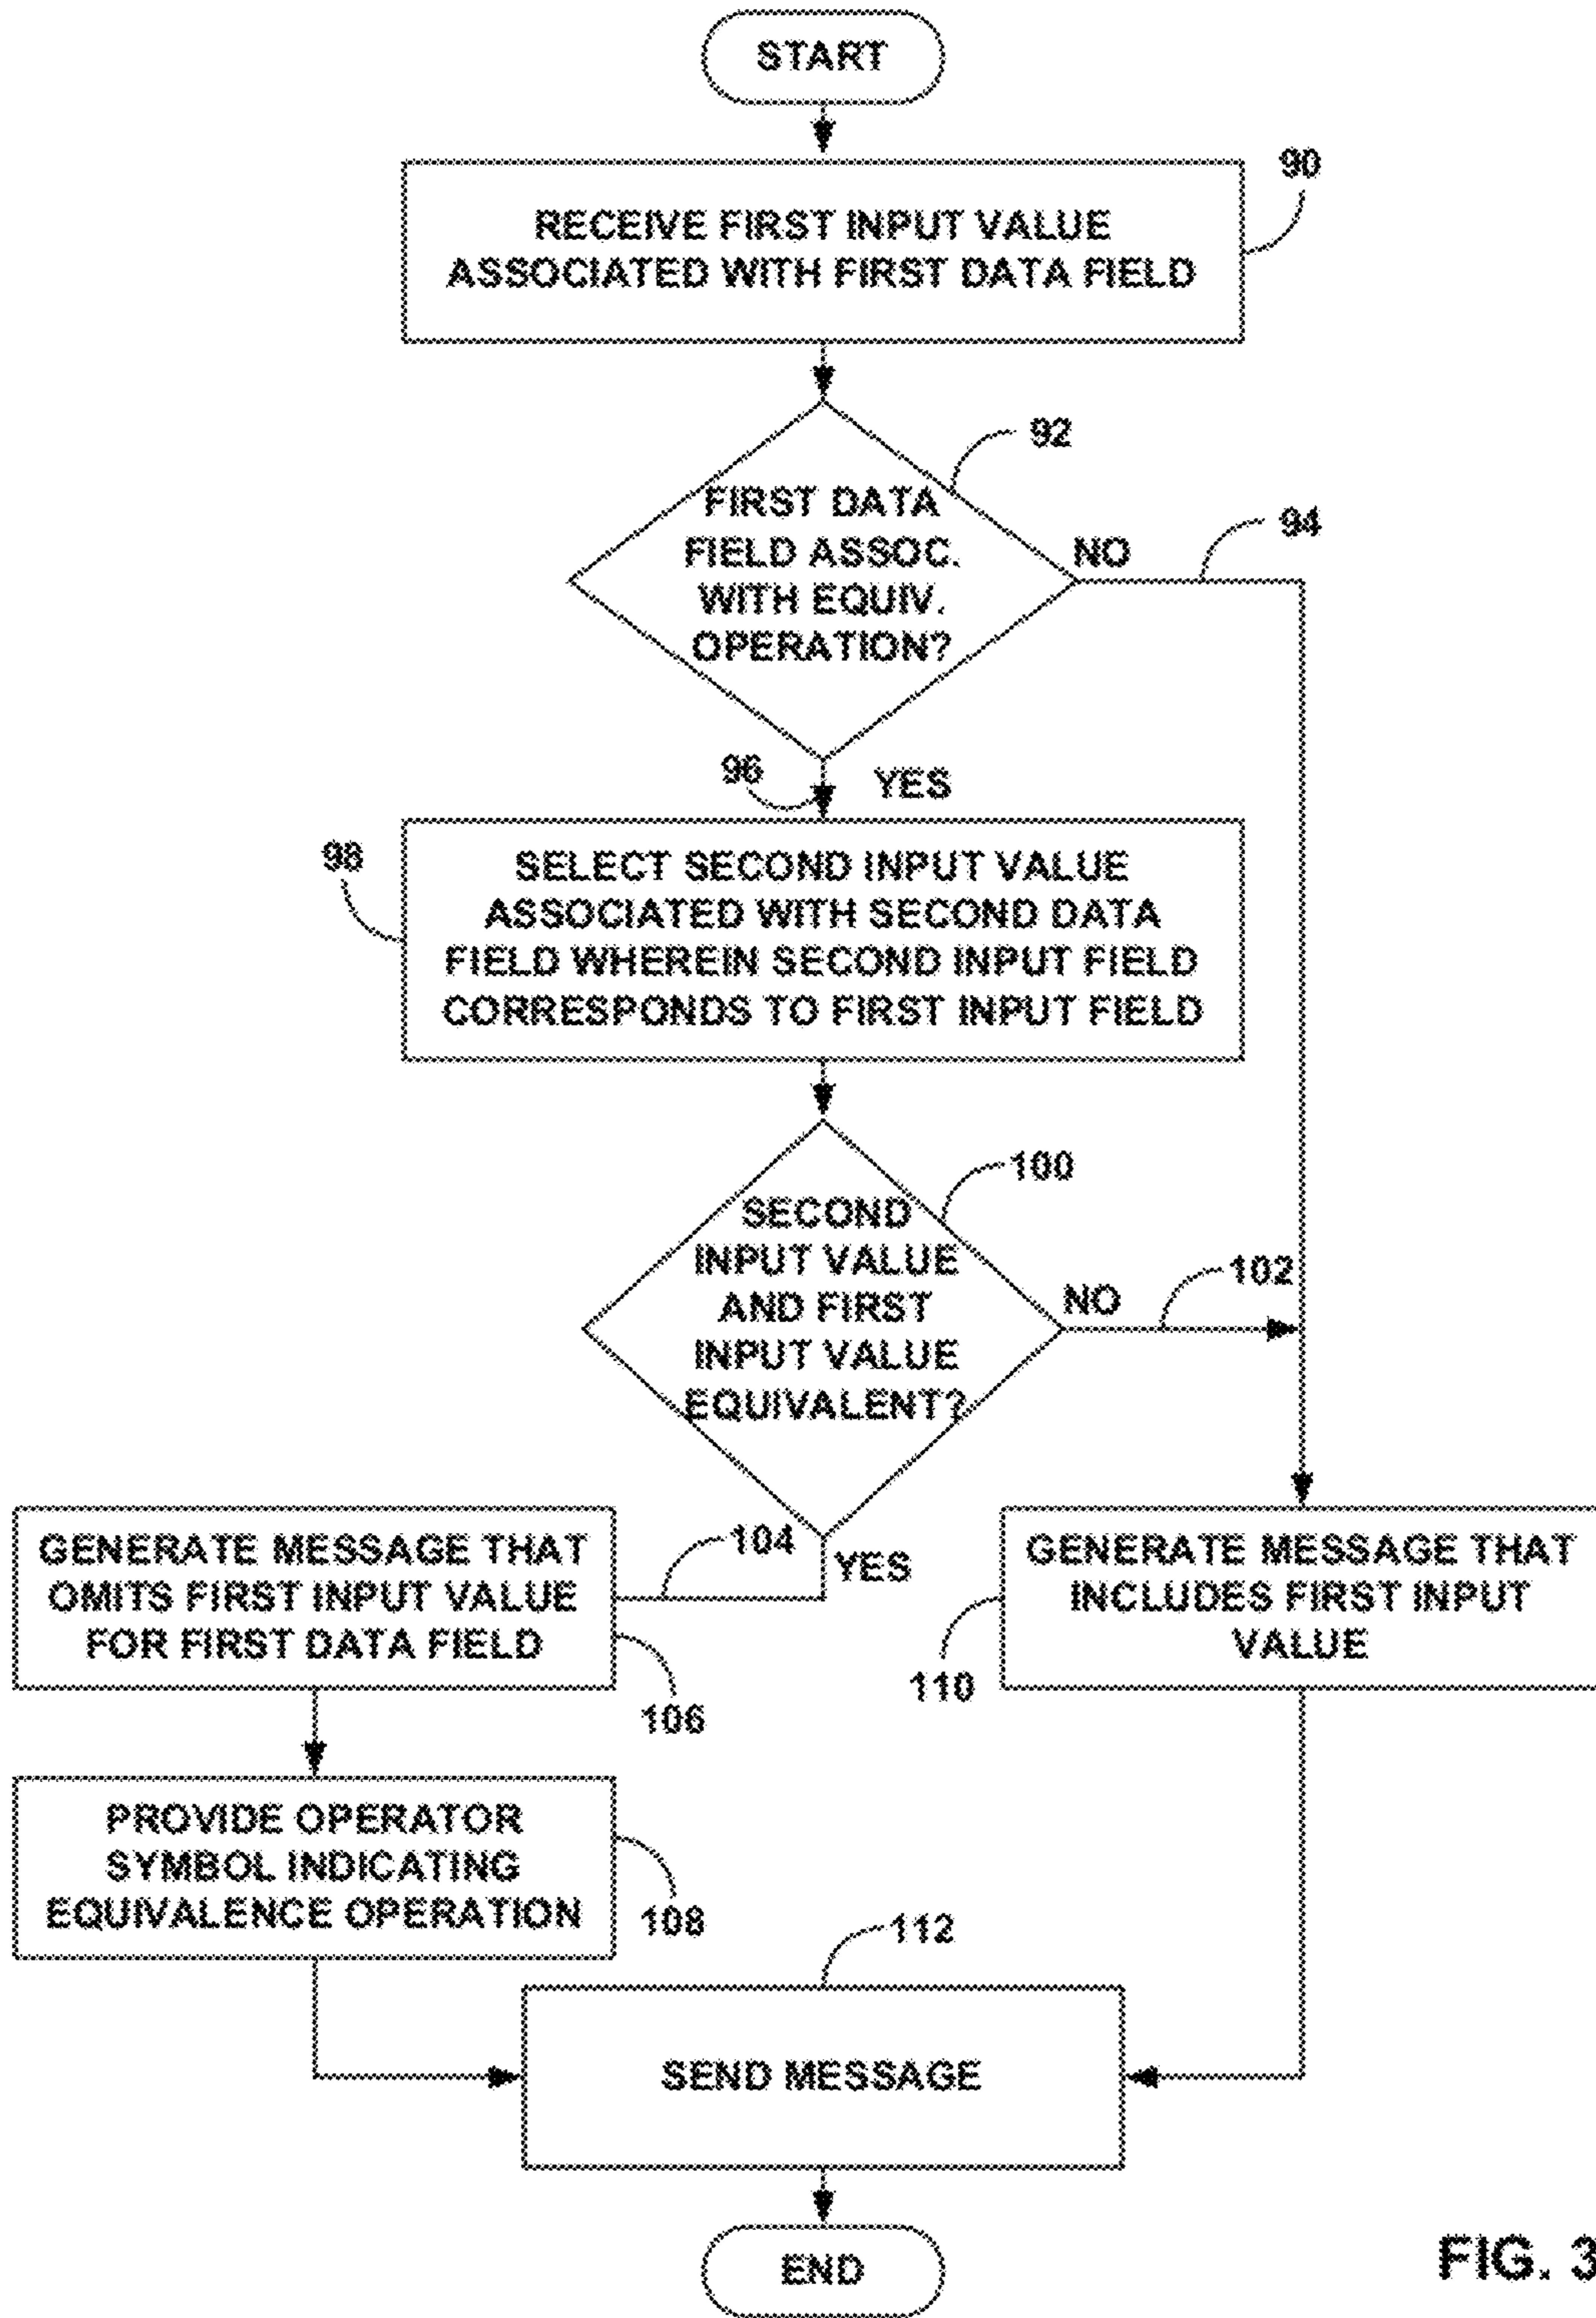 START
90
RECEIVE FIRST INPUT VALUE
ASSOCIATED WITH FIRST DATA FIELD
92
FIRST DATA
FIELD ASSOC.
WITH EQUIV.
OPERATION?
NO
94
96
YES
98
SELECT SECOND INPUT VALUE
ASSOCIATED WITH SECOND DATA
FIELD WHEREIN SECOND INPUT FIELD
CORRESPONDS TO FIRST INPUT FIELD
100
SECOND
INPUT VALUE
AND FIRST
INPUT VALUE
EQUIVALENT?
NO
102
104
YES
GENERATE MESSAGE THAT
OMITS FIRST INPUT VALUE
FOR FIRST DATA FIELD
106
GENERATE MESSAGE THAT
INCLUDES FIRST INPUT
VALUE
110
PROVIDE OPERATOR
SYMBOL INDICATING
EQUIVALENCE OPERATION
108
112
SEND MESSAGE
END
FIG. 3